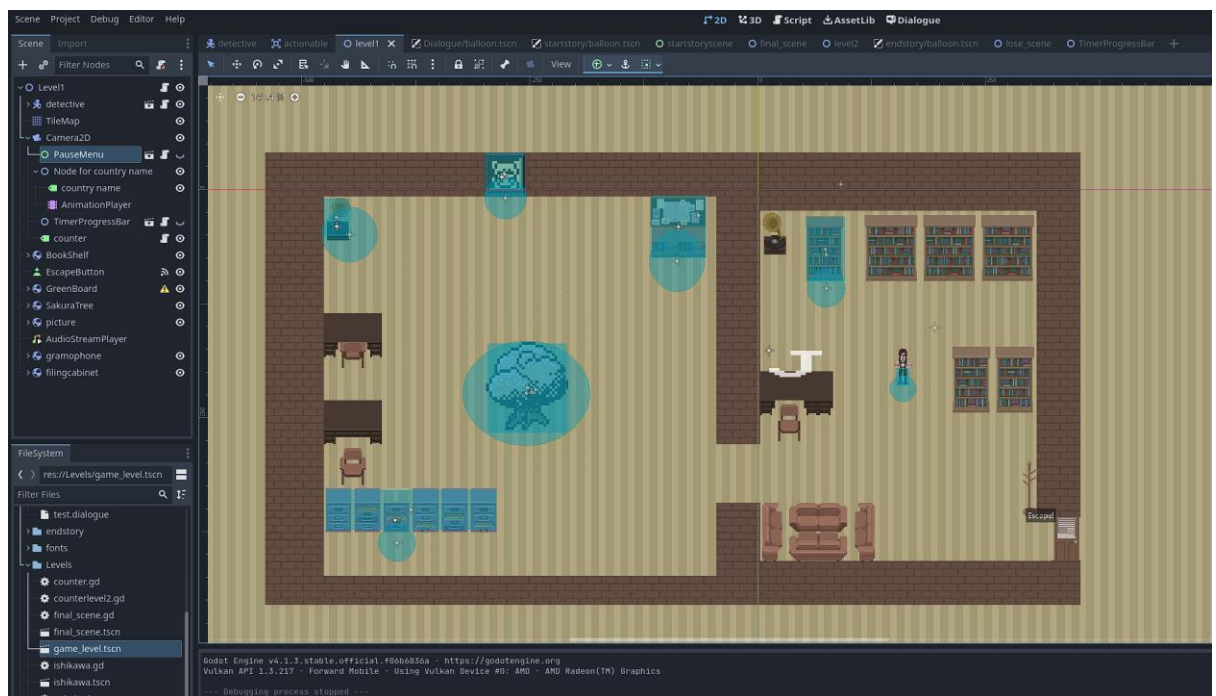 Scene Project Debug Editor Help
2D 3D Script AssetLib Dialogue
Scene Import
detective actionable level1 Dialogue/balloon.tscn startstory/balloon.tscn startstoryscene final_scene level2 endstory/balloon.tscn lose_scene TimerProgressBar
Filter Nodes
View
Level1
detective
TileMap
Camera2D
PauseMenu
Node for country name
country name
AnimationPlayer
TimerProgressBar
counter
BookShelf
EscapeButton
GreenBoard
SakuraTree
picture
AudioStreamPlayer
gramophone
filingcabinet
-500
-250
0
250
Escape!
FileSystem
res://Levels/game_level.tscn
Filter Files
test.dialogue
endstory
fonts
Levels
counter.gd
counterlevel2.gd
final_scene.gd
final_scene.tscn
game_level.tscn
ishikawa.gd
ishikawa.tscn
Godot Engine v4.1.3.stable.official.f06b6836a - https://godotengine.org
Vulkan API 1.3.217 - Forward Mobile - Using Vulkan Device #0: AMD - AMD Radeon(TM) Graphics
--- Debugging process stopped ---